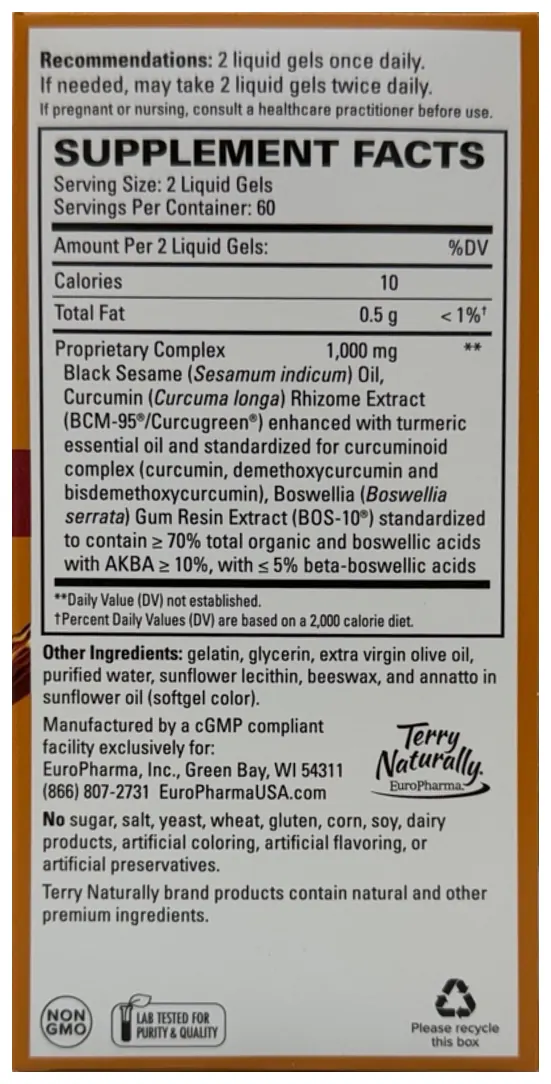 Recommendations: 2 liquid gels once daily.
If needed, may take 2 liquid gels twice daily.
If pregnant or nursing, consult a healthcare practitioner before use.
SUPPLEMENT FACTS
Serving Size: 2 Liquid Gels
Servings Per Container: 60
Amount Per 2 Liquid Gels: %DV
Calories 10
Total Fat 0.5 g < 1%†
Proprietary Complex 1,000 mg **
Black Sesame (Sesamum indicum) Oil,
Curcumin (Curcuma longa) Rhizome Extract
(BCM-95®/Curcugreen®) enhanced with turmeric
essential oil and standardized for curcuminoid
complex (curcumin, demethoxycurcumin and
bisdemethoxycurcumin), Boswellia (Boswellia
serrata) Gum Resin Extract (BOS-10®) standardized
to contain ≥ 70% total organic and boswellic acids
with AKBA ≥ 10%, with ≤ 5% beta-boswellic acids
**Daily Value (DV) not established.
†Percent Daily Values (DV) are based on a 2,000 calorie diet.
Other Ingredients: gelatin, glycerin, extra virgin olive oil,
purified water, sunflower lecithin, beeswax, and annatto in
sunflower oil (softgel color).
Manufactured by a cGMP compliant
facility exclusively for:
EuroPharma, Inc., Green Bay, WI 54311
(866) 807-2731 EuroPharmaUSA.com
Terry
Naturally.
EuroPharma
No sugar, salt, yeast, wheat, gluten, corn, soy, dairy
products, artificial coloring, artificial flavoring, or
artificial preservatives.
Terry Naturally brand products contain natural and other
premium ingredients.
NON
GMO
LAB TESTED FOR
PURITY & QUALITY
Please recycle
this box